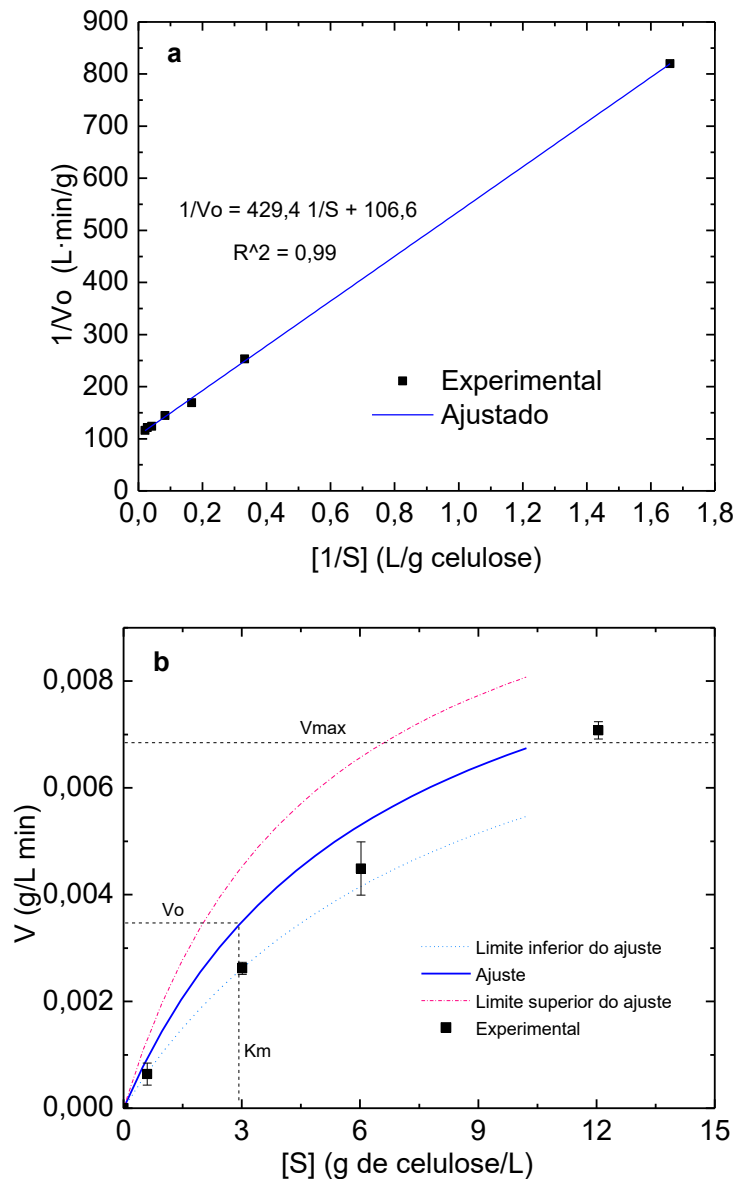 900
800
700
600
500
400
300
200
100
0
1/Vo (L·min/g)
a
1/Vo = 429,4 1/S + 106,6
R^2 = 0,99
Experimental
Ajustado
0,0 0,2 0,4 0,6 0,8 1,0 1,2 1,4 1,6 1,8
[1/S] (L/g celulose)
0,008
0,006
0,004
0,002
0,000
V (g/L min)
b
Vmax
Vo
Km
Limite inferior do ajuste
Ajuste
Limite superior do ajuste
Experimental
0 3 6 9 12 15
[S] (g de celulose/L)